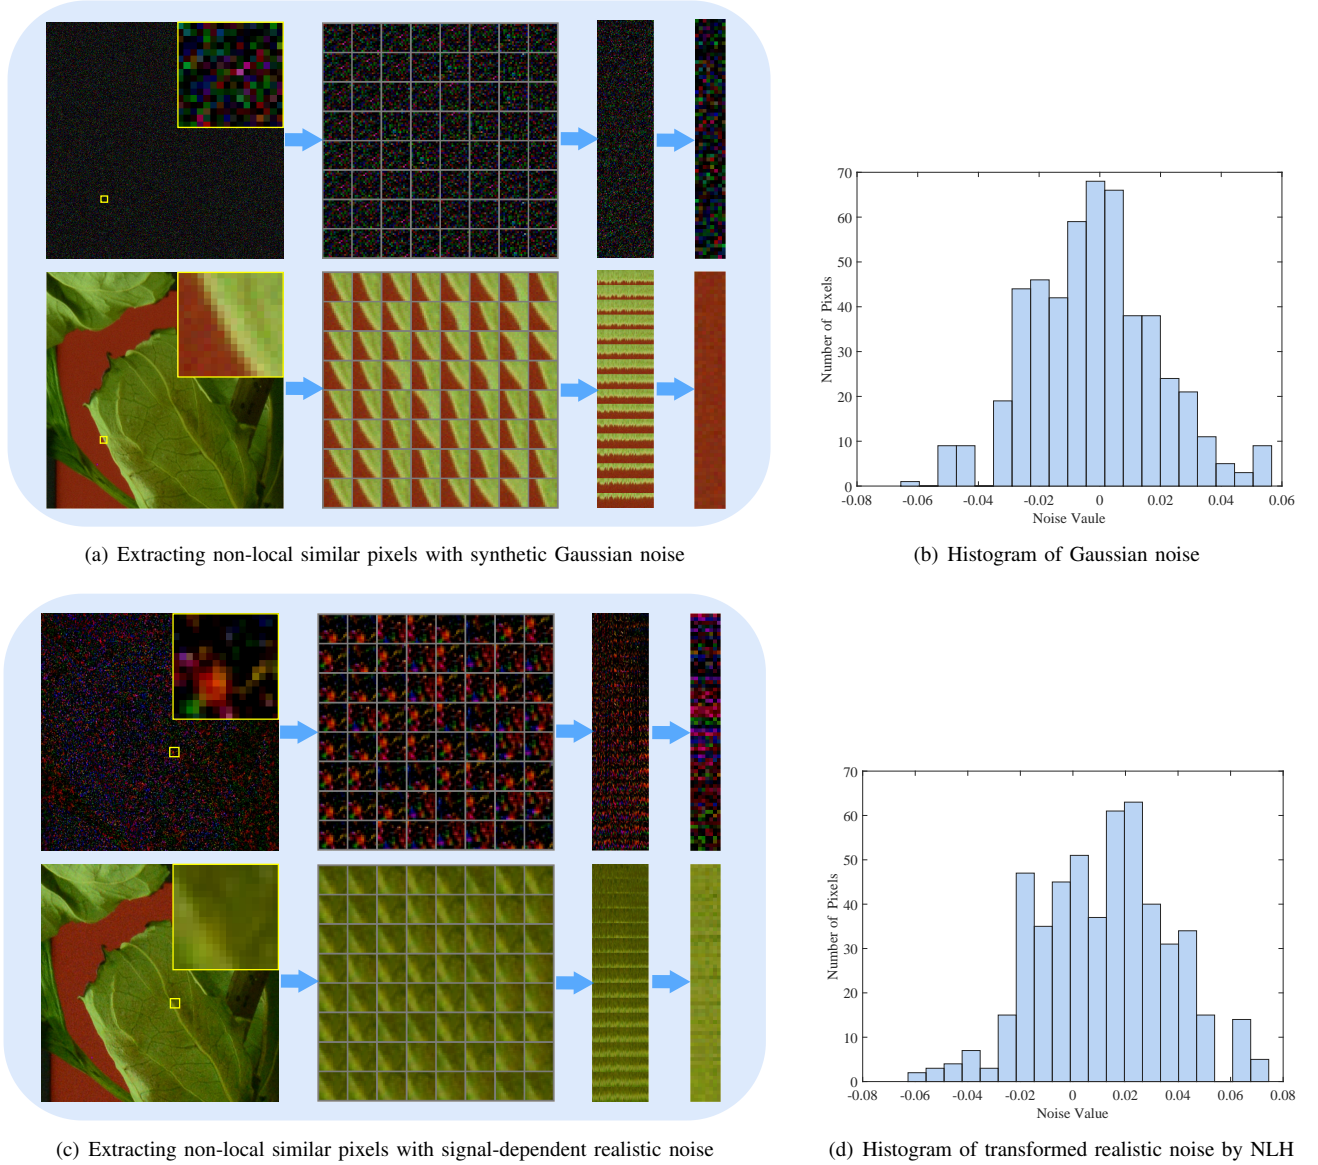 70
60
50
40
30
20
10
0
Number of Pixels
-0.08 -0.06 -0.04 -0.02 0 0.02 0.04 0.06
Noise Vaule
(a) Extracting non-local similar pixels with synthetic Gaussian noise
(b) Histogram of Gaussian noise
70
60
50
40
30
20
10
0
Number of Pixels
-0.08 -0.06 -0.04 -0.02 0 0.02 0.04 0.06 0.08
Noise Value
(c) Extracting non-local similar pixels with signal-dependent realistic noise
(d) Histogram of transformed realistic noise by NLH